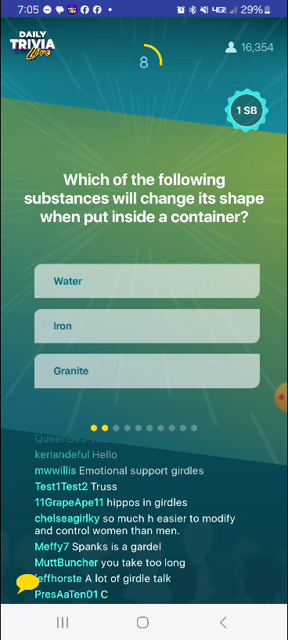 7:05
4GE
29%
DAILY
TRIVIA
Live
8
16,354
1 SB
Which of the following
substances will change its shape
when put inside a container?
Water
Iron
Granite
keriandeful Hello
mwwillis Emotional support girdles
Test1Test2 Truss
11GrapeApe11 hippos in girdles
chelseagirlky so much h easier to modify
and control women than men.
Meffy7 Spanks is a gardel
MuttBuncher you take too long
jeffhorste A lot of girdle talk
PresAaTen01 C